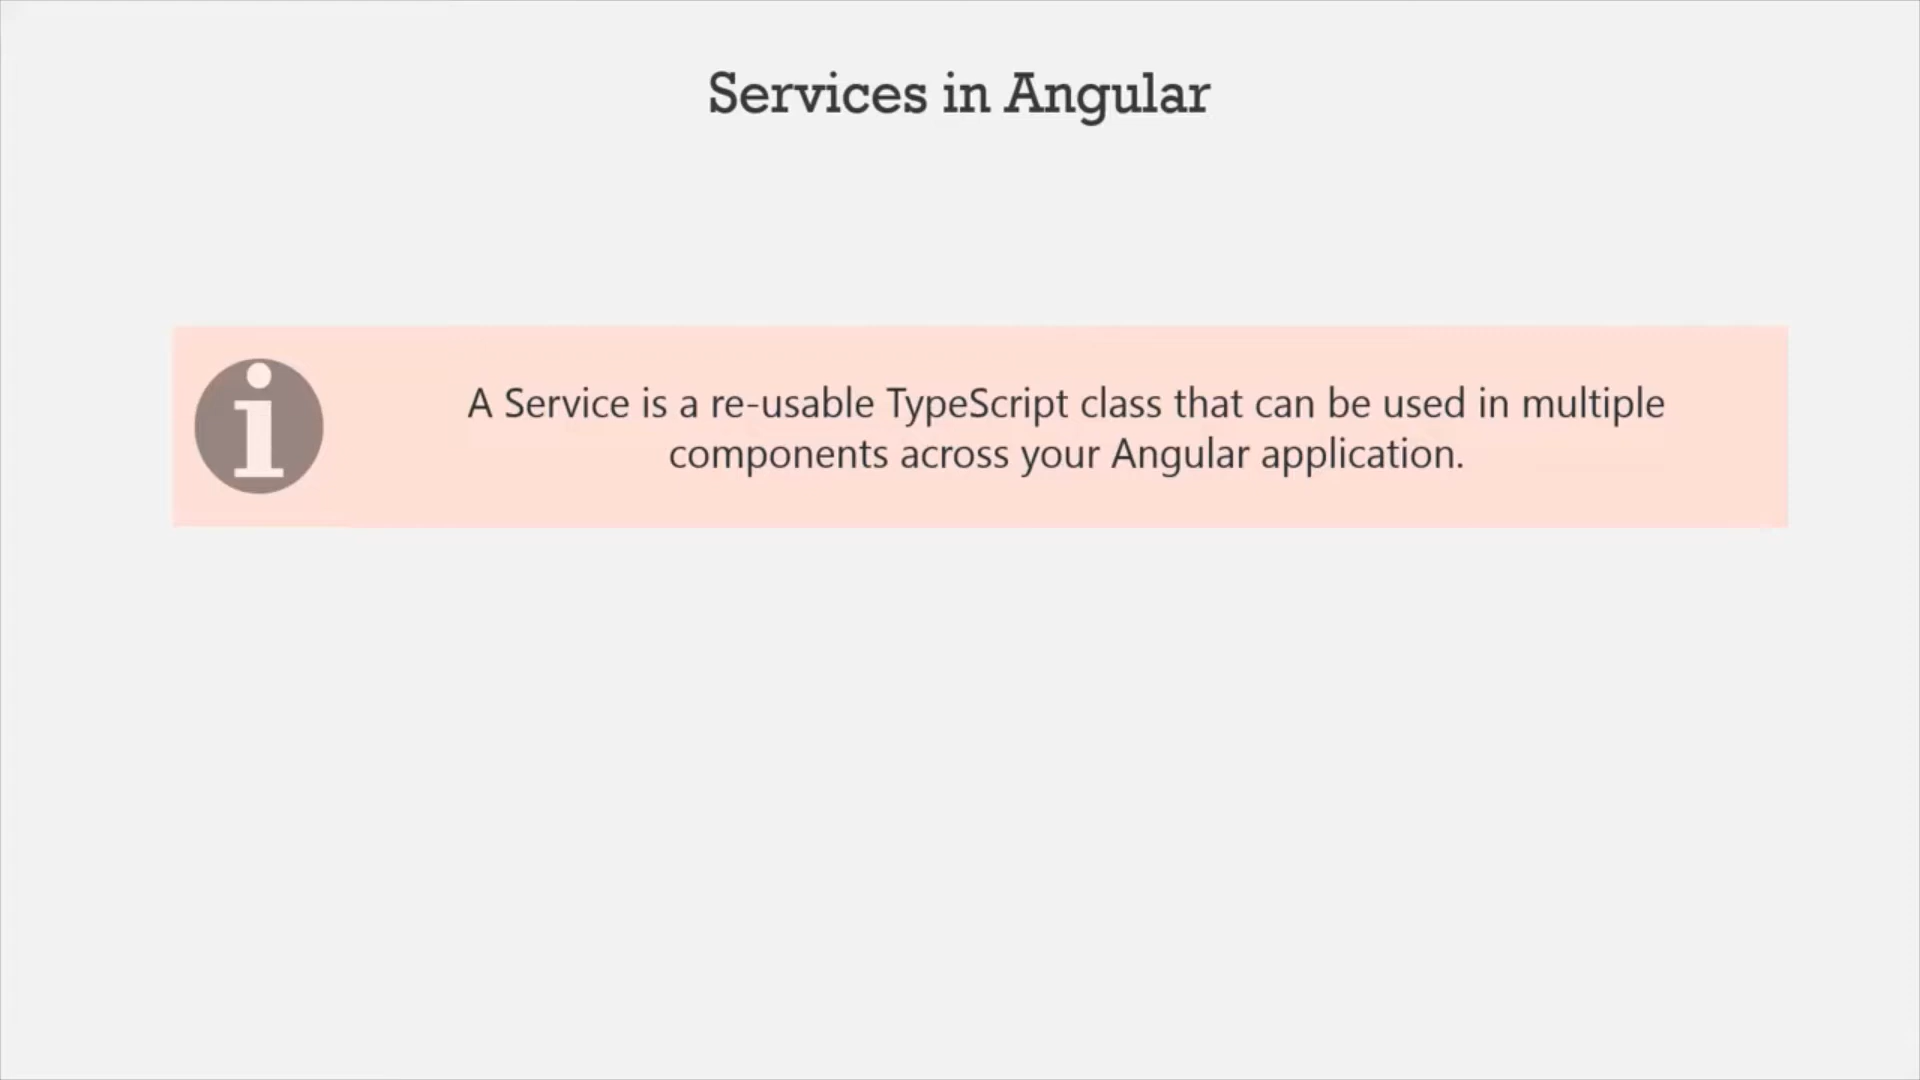 Services in Angular
A Service is a re-usable TypeScript class that can be used in multiple
components across your Angular application.